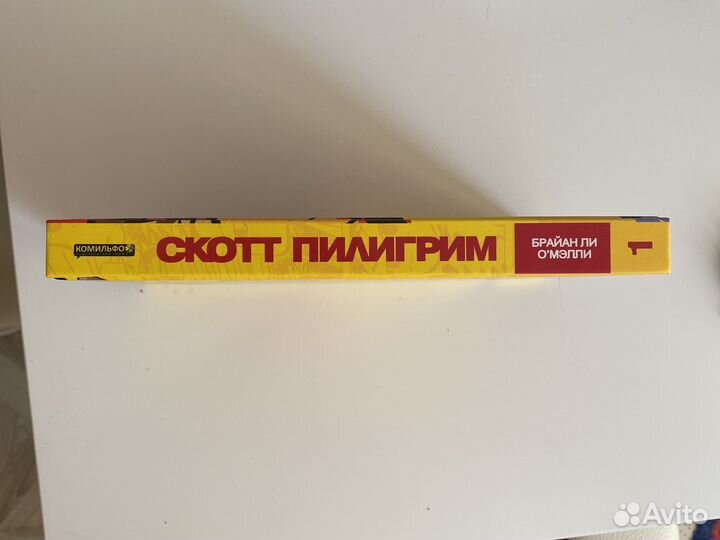 КОМИЛЬФО
СКОТТ ПИЛИГРИМ
БРАЙАН ЛИ
О'МЭЛЛИ
1
Avito